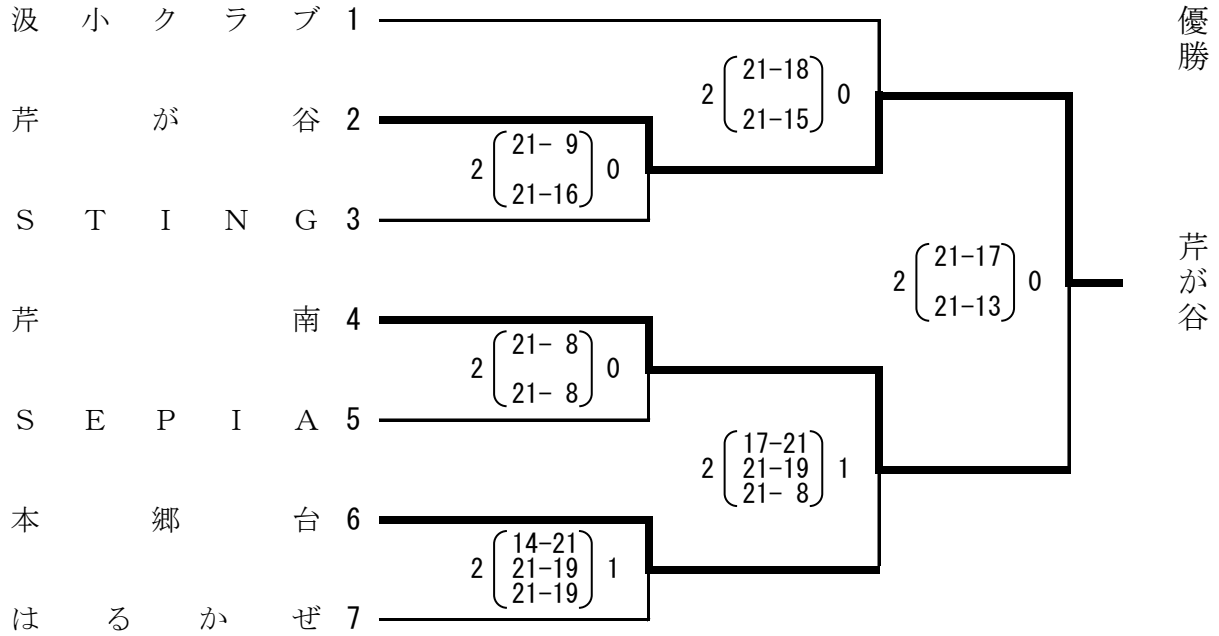 汲小クラブ 1
芹が谷 2
STING 3
芹南 4
SEPIA 5
本郷台 6
はるかぜ 7
2 21- 9 0
21-16
2 21- 8 0
21- 8
2 14-21 1
21-19
21-19
2 21-18 0
21-15
2 17-21 1
21-19
21- 8
2 21-17 0
21-13
優勝
芹が谷